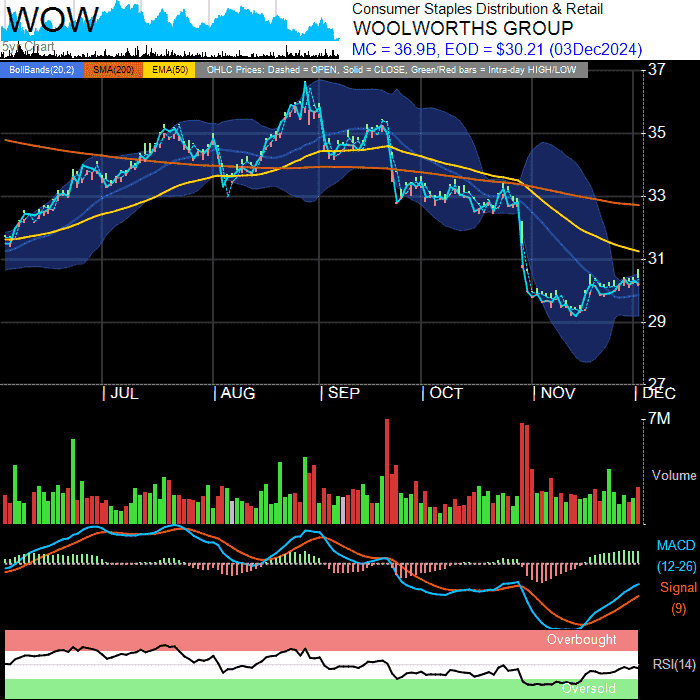 WOW
5yr Chart
Consumer Staples Distribution & Retail
WOOLWORTHS GROUP
MC = 36.9B, EOD = $30.21 (03Dec2024)
BollBands(20,2) SMA(200) EMA(50) OHLC Prices: Dashed = OPEN, Solid = CLOSE, Green/Red bars = Intra-day HIGH/LOW
37
35
33
31
29
27
JUL AUG SEP OCT NOV DEC
7M
Volume
MACD
(12-26)
Signal
(9)
Overbought
RSI(14)
Oversold